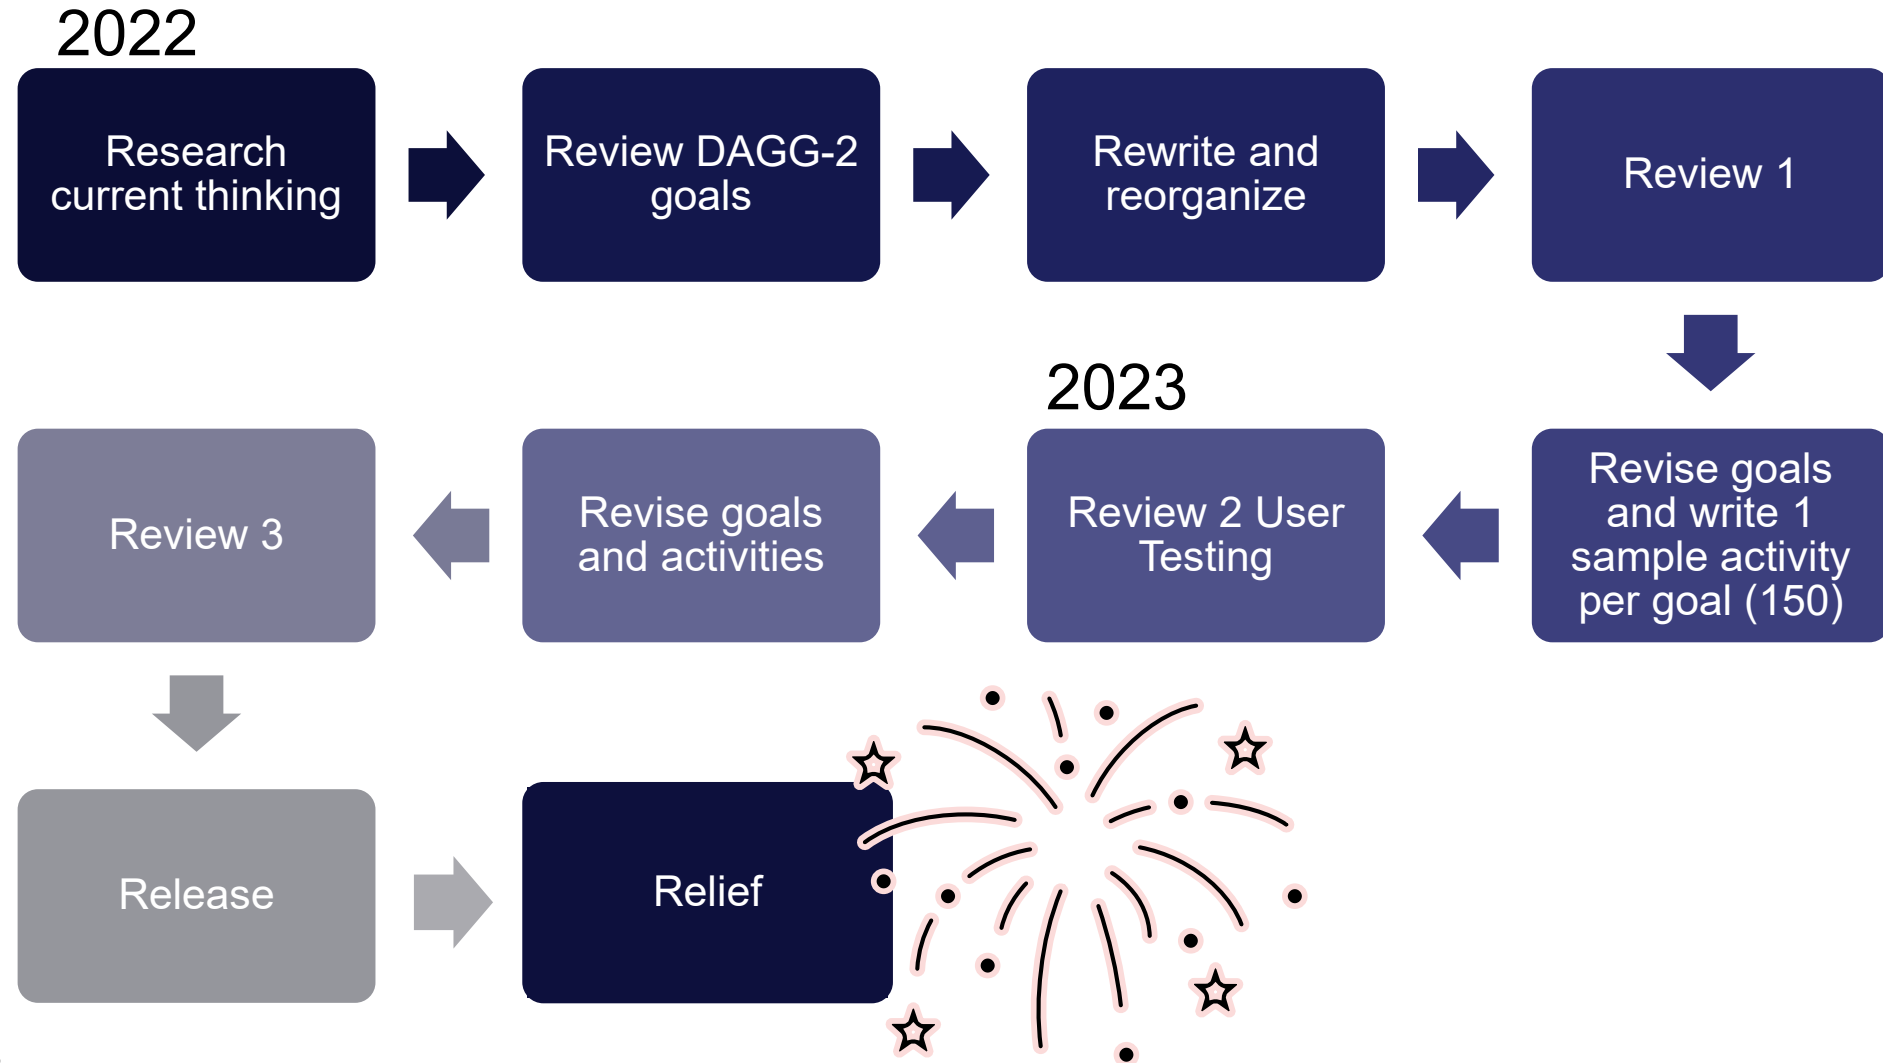 2022
Research
current thinking
Review DAGG-2
goals
Rewrite and
reorganize
Review 1
2023
Revise goals
and write 1
sample activity
per goal (150)
Review 2 User
Testing
Revise goals
and activities
Review 3
Release
Relief